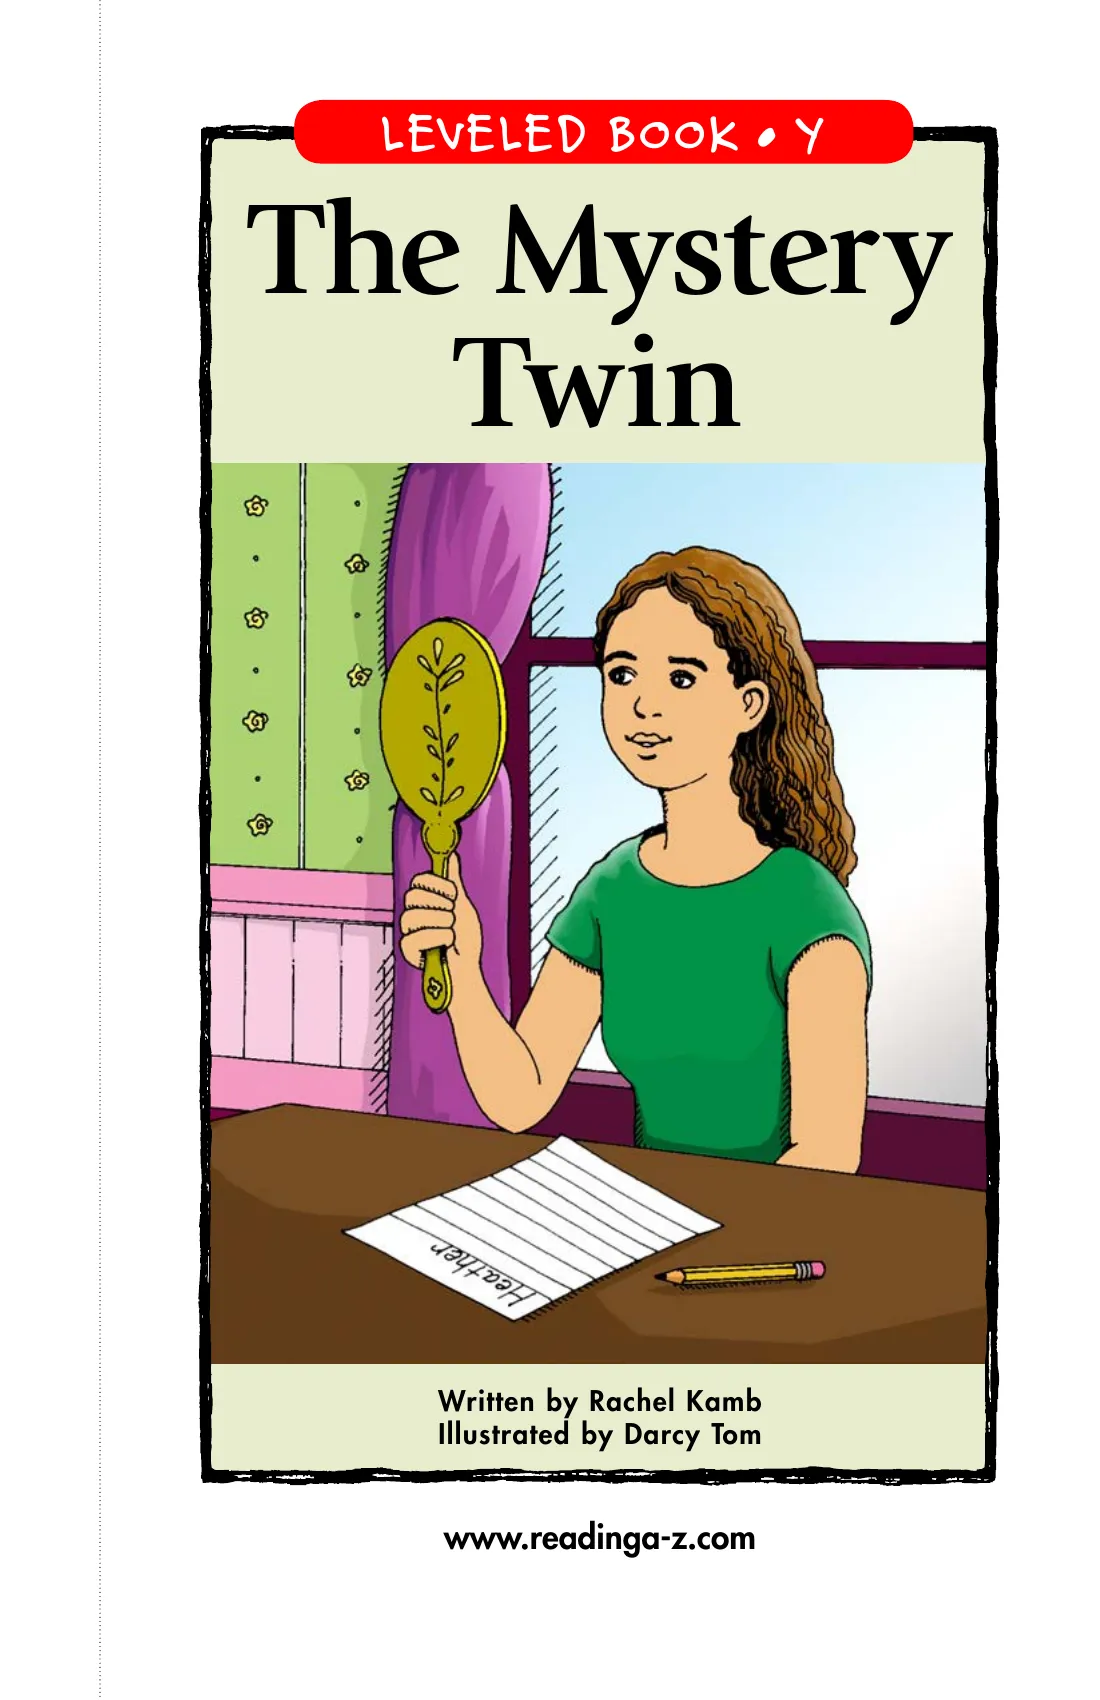 LEVELED BOOK • Y
The Mystery
Twin
Heather
Written by Rachel Kamb
Illustrated by Darcy Tom
www.readinga-z.com